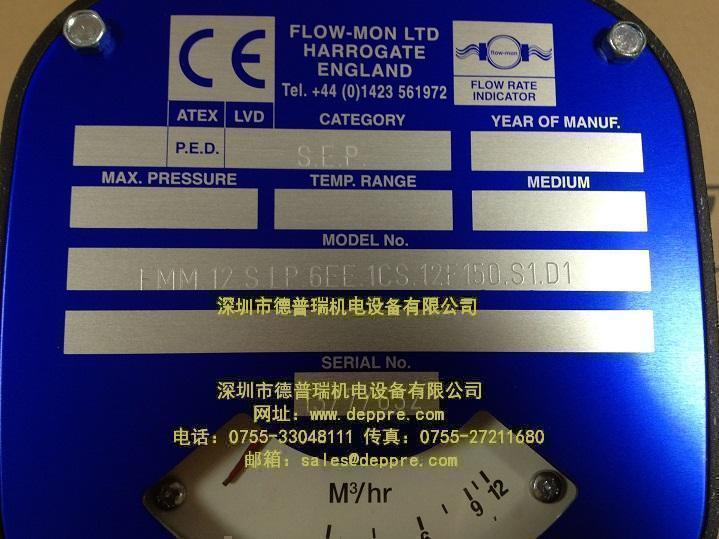 CE
FLOW-MON LTD
HARROGATE
ENGLAND
Tel. +44 (0)1423 561972
flow-mon
FLOW RATE
INDICATOR
ATEX LVD
P.E.D.
CATEGORY
S.E.P.
YEAR OF MANUF.
MAX. PRESSURE
TEMP. RANGE
MEDIUM
MODEL No.
FMM.12.S.LP.6EE.1CS.12F150.S1.D1
深圳市德普瑞机电设备有限公司
SERIAL No.
深圳市德普瑞机电设备有限公司
网址：www.deppre.com
电话：0755-33048111 传真：0755-27211680
邮箱：sales@deppre.com
M³/hr
6 9 12